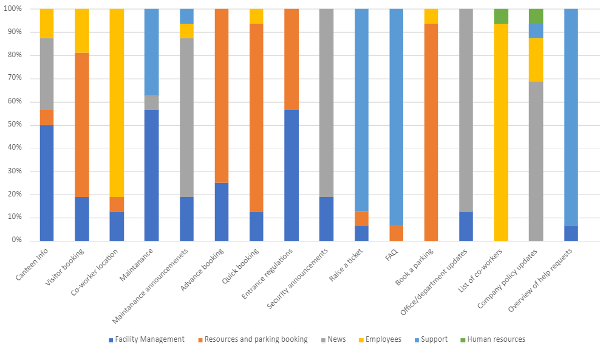 100%
90%
80%
70%
60%
50%
40%
30%
20%
10%
0%
Canteen Info
Visitor booking
Co-worker location
Maintanance
Maintanance announcements
Advance booking
Quick booking
Entrance regulations
Security announcements
Raise a ticket
FAQ
Book a parking
Office/department updates
List of co-workers
Company policy updates
Overview of help requests
Facility Management Resources and parking booking News Employees Support Human resources